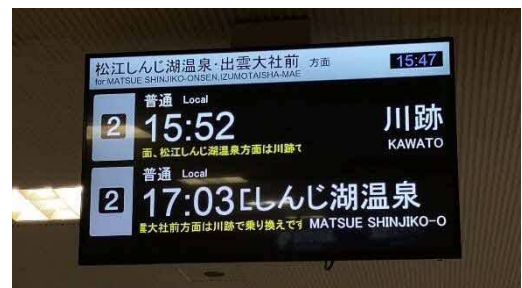 松江しんじ湖温泉・出雲大社前 方面 15:47
for MATSUE SHINJIKO-ONSEN,IZUMOTAISHA-MAE
普通 Local
2 15:52 川跡
KAWATO
面、松江しんじ湖温泉方面は川跡で
普通 Local
2 17:03 しんじ湖温泉
大社前方面は川跡で乗り換えです MATSUE SHINJIKO-O